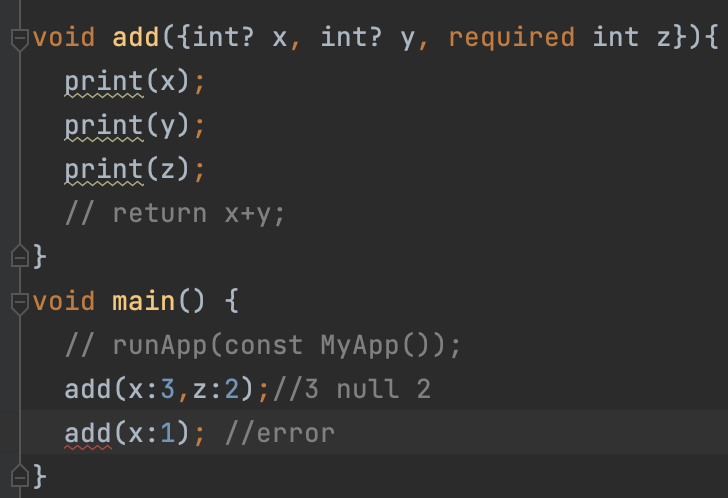 void add({int? x, int? y, required int z}){
  print(x);
  print(y);
  print(z);
  // return x+y;
}
void main() {
  // runApp(const MyApp());
  add(x:3,z:2);//3 null 2
  add(x:1); //error
}